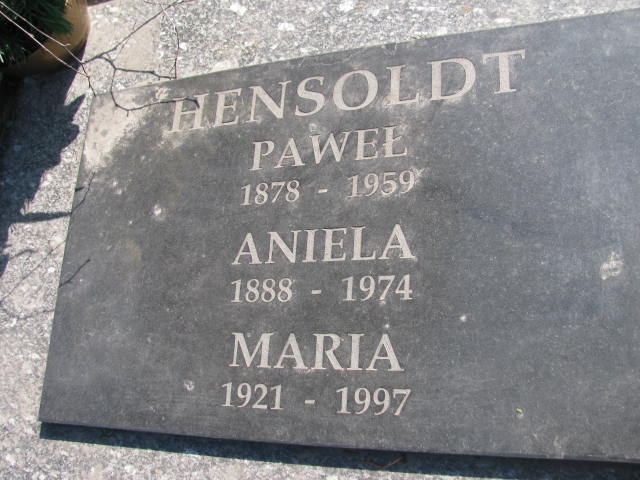 HENSOLDT
PAWEŁ
1878 - 1959
ANIELA
1888 - 1974
MARIA
1921 - 1997